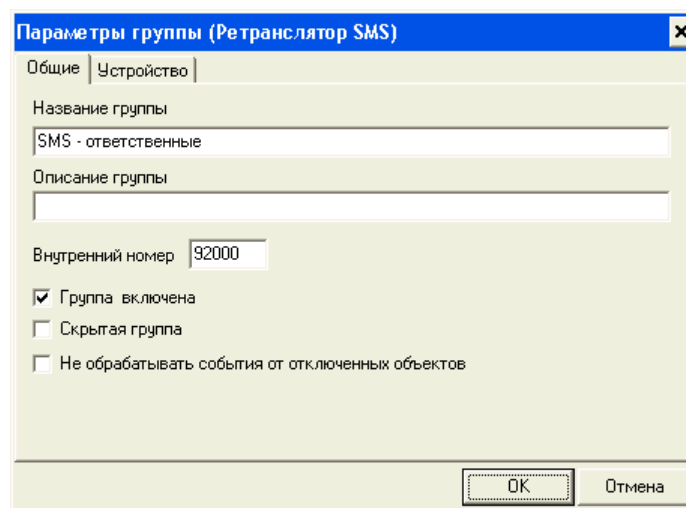 Параметры группы (Ретранслятор SMS)
Общие Устройство
Название группы
SMS - ответственные
Описание группы
Внутренний номер 92000
Группа включена
Скрытая группа
Не обрабатывать события от отключенных объектов
OK Отмена